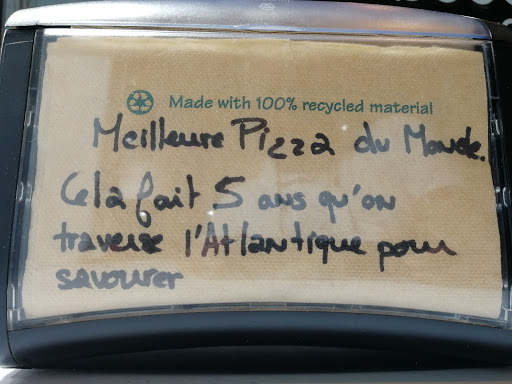 Made with 100% recycled material
Meilleure Pizza du Monde.
Cela fait 5 ans qu'on
traverse l'Atlantique pour
savourer